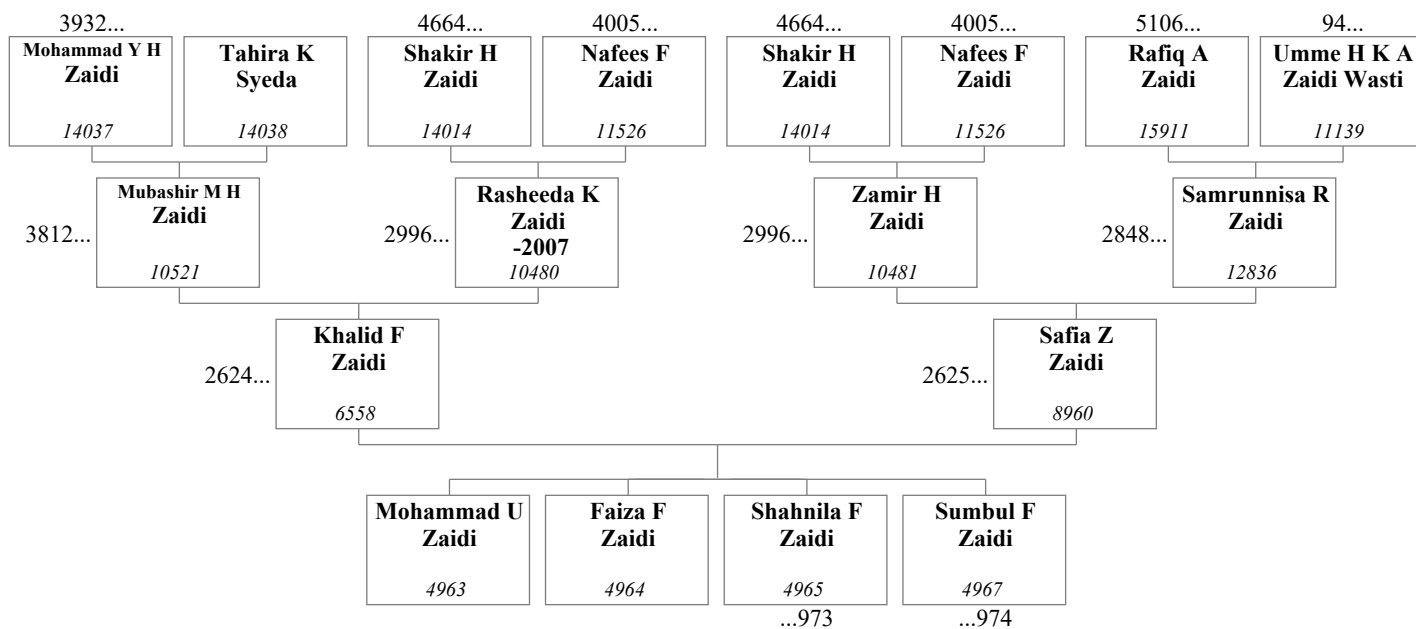 3932...
4664...
4005...
4664...
4005...
5106...
94...
Mohammad Y H
Zaidi
14037
Tahira K
Syeda
14038
Shakir H
Zaidi
14014
Nafees F
Zaidi
11526
Shakir H
Zaidi
14014
Nafees F
Zaidi
11526
Rafiq A
Zaidi
15911
Umme H K A
Zaidi Wasti
11139
3812...
Mubashir M H
Zaidi
10521
2996...
Rasheeda K
Zaidi
-2007
10480
2996...
Zamir H
Zaidi
10481
2848...
Samrunnisa R
Zaidi
12836
2624...
Khalid F
Zaidi
6558
2625...
Safia Z
Zaidi
8960
Mohammad U
Zaidi
4963
Faiza F
Zaidi
4964
Shahnila F
Zaidi
4965
...973
Sumbul F
Zaidi
4967
...974